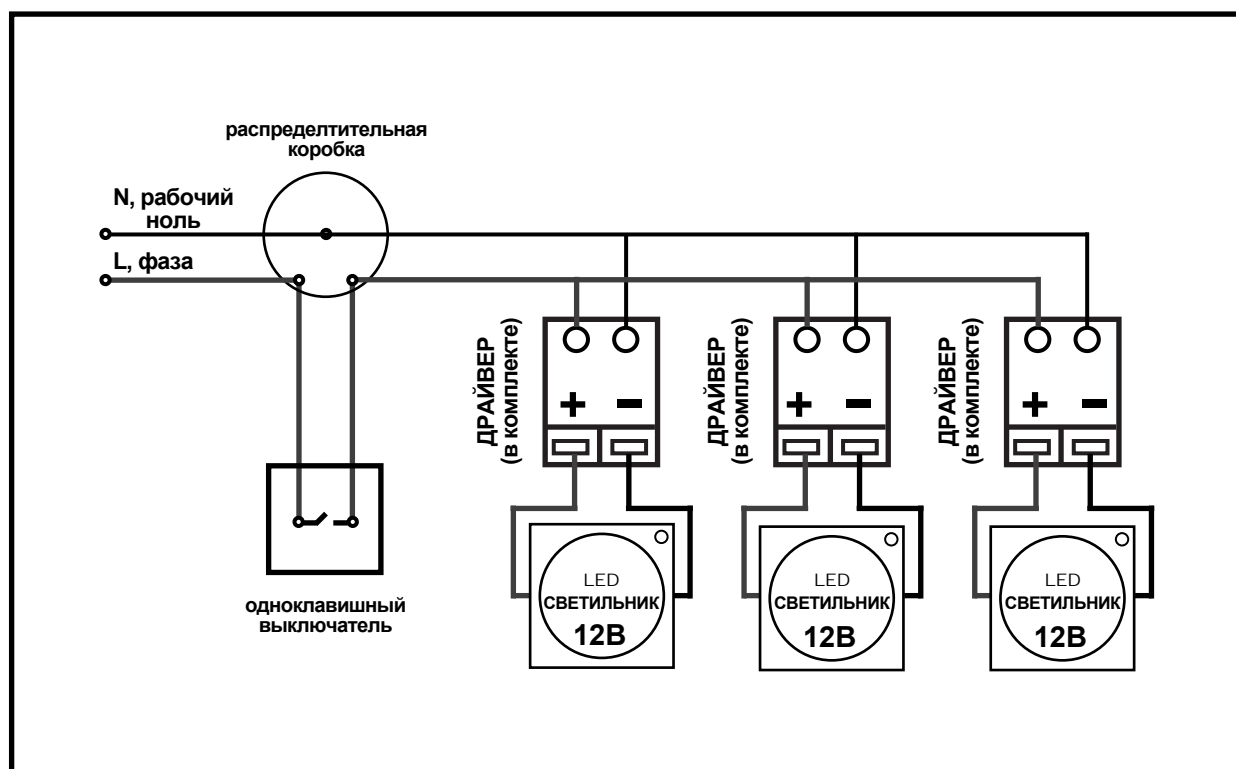 распределтительная
коробка
N, рабочий
ноль
L, фаза
ДРАЙВЕР
(в комплекте)
ДРАЙВЕР
(в комплекте)
ДРАЙВЕР
(в комплекте)
+ −
+ −
+ −
одноклавишный
выключатель
LED
СВЕТИЛЬНИК
12В
LED
СВЕТИЛЬНИК
12В
LED
СВЕТИЛЬНИК
12В